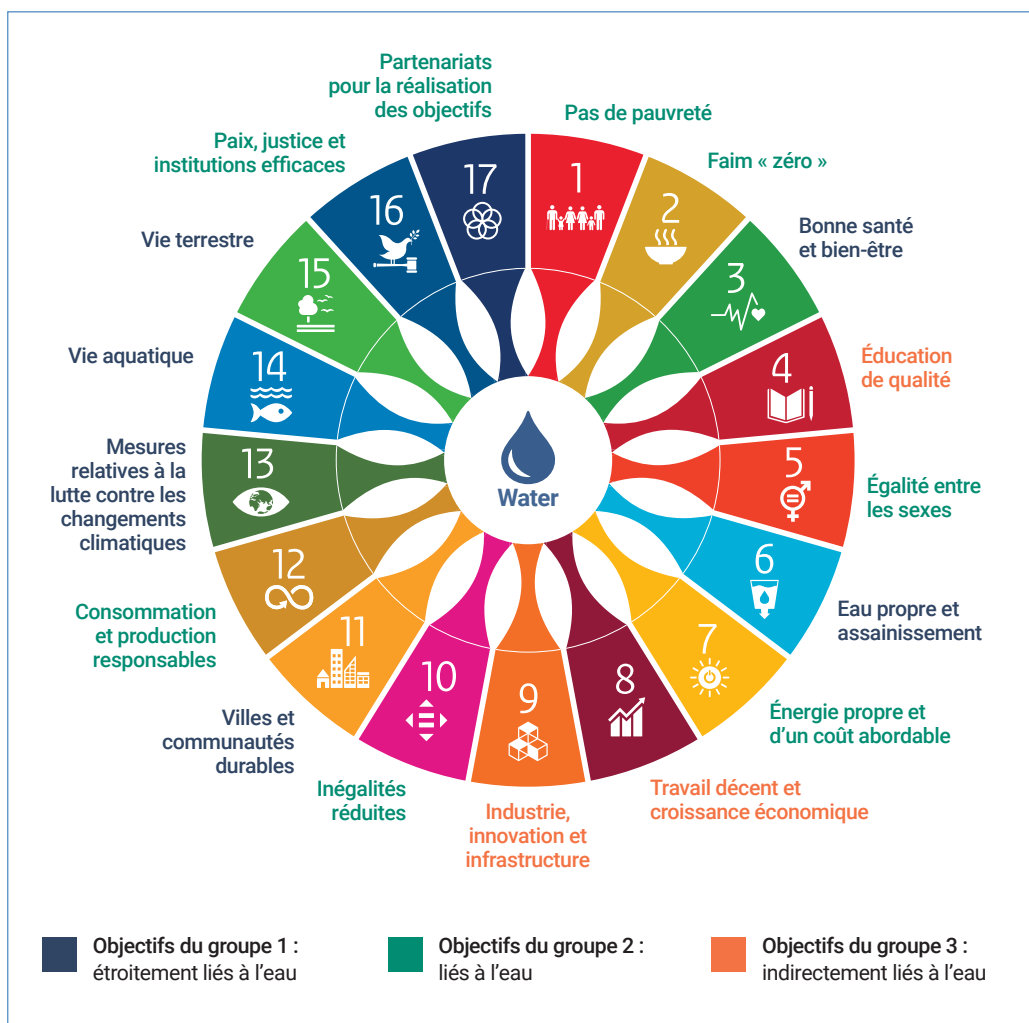 Partenariats
pour la réalisation
des objectifs
17
Pas de pauvreté
1
Faim « zéro »
2
Bonne santé
et bien-être
3
Éducation
de qualité
4
Égalité entre
les sexes
5
Eau propre et
assainissement
6
Énergie propre et
d'un coût abordable
7
Travail décent et
croissance économique
8
Industrie,
innovation et
infrastructure
9
Inégalités
réduites
10
Villes et
communautés
durables
11
Consommation
et production
responsables
12
Mesures
relatives à la
lutte contre les
changements
climatiques
13
Vie aquatique
14
Vie terrestre
15
Paix, justice et
institutions efficaces
16
Water
Objectifs du groupe 1 :
étroitement liés à l'eau
Objectifs du groupe 2 :
liés à l'eau
Objectifs du groupe 3 :
indirectement liés à l'eau